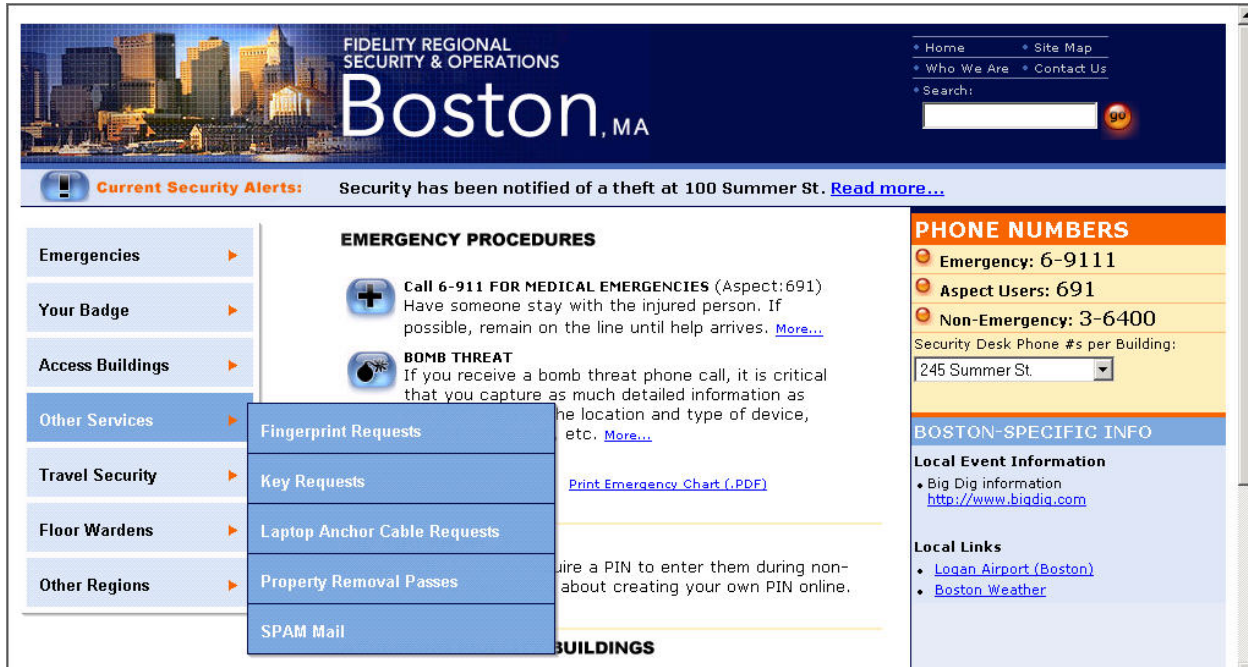 FIDELITY REGIONAL
SECURITY & OPERATIONS
Boston, MA
Home
Site Map
Who We Are
Contact Us
Search:
go
Current Security Alerts:
Security has been notified of a theft at 100 Summer St. Read more...
Emergencies
Your Badge
Access Buildings
Other Services
Travel Security
Floor Wardens
Other Regions
Fingerprint Requests
Key Requests
Laptop Anchor Cable Requests
Property Removal Passes
SPAM Mail
EMERGENCY PROCEDURES
Call 6-911 FOR MEDICAL EMERGENCIES (Aspect:691)
Have someone stay with the injured person. If
possible, remain on the line until help arrives. More...
BOMB THREAT
If you receive a bomb threat phone call, it is critical
that you capture as much detailed information as
he location and type of device,
etc. More...
Print Emergency Chart (.PDF)
uire a PIN to enter them during non-
about creating your own PIN online.
BUILDINGS
PHONE NUMBERS
Emergency: 6-9111
Aspect Users: 691
Non-Emergency: 3-6400
Security Desk Phone #s per Building:
245 Summer St.
BOSTON-SPECIFIC INFO
Local Event Information
Big Dig information
http://www.bigdig.com
Local Links
Logan Airport (Boston)
Boston Weather